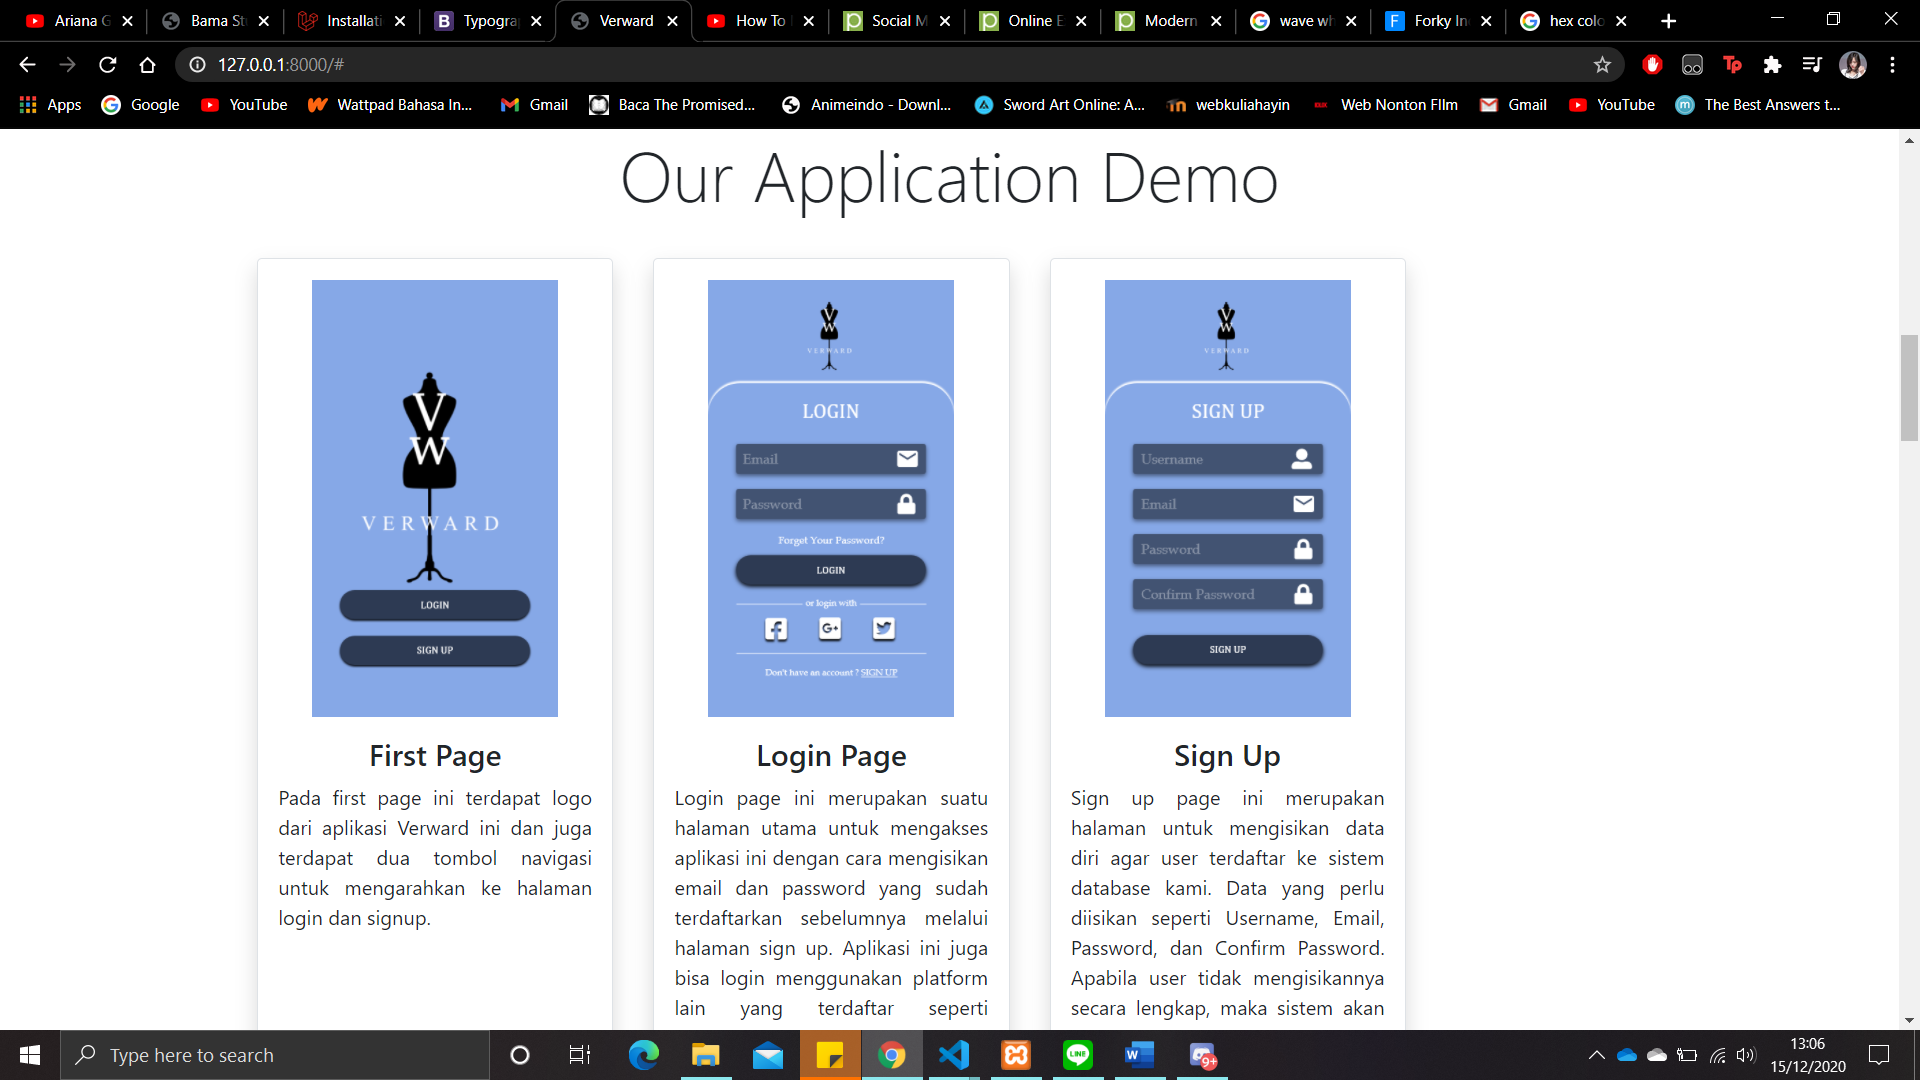 Ariana G
Bama St
Installati
Typogra
Verward
How To
Social M
Online E
Modern
wave wh
Forky In
hex colo
127.0.0.1:8000/#
Apps
Google
YouTube
Wattpad Bahasa In...
Gmail
Baca The Promised...
Animeindo - Downl...
Sword Art Online: A...
webkuliahayin
Web Nonton FIlm
Gmail
YouTube
The Best Answers t...
Our Application Demo
V
W
VERWARD
LOGIN
SIGN UP
First Page
Pada first page ini terdapat logo
dari aplikasi Verward ini dan juga
terdapat dua tombol navigasi
untuk mengarahkan ke halaman
login dan signup.
V
W
VERWARD
LOGIN
Email
Password
Forget Your Password?
LOGIN
or login with
G+
Don't have an account ? SIGN UP
Login Page
Login page ini merupakan suatu
halaman utama untuk mengakses
aplikasi ini dengan cara mengisikan
email dan password yang sudah
terdaftarkan sebelumnya melalui
halaman sign up. Aplikasi ini juga
bisa login menggunakan platform
lain yang terdaftar seperti
V
W
VERWARD
SIGN UP
Username
Email
Password
Confirm Password
SIGN UP
Sign Up
Sign up page ini merupakan
halaman untuk mengisikan data
diri agar user terdaftar ke sistem
database kami. Data yang perlu
diisikan seperti Username, Email,
Password, dan Confirm Password.
Apabila user tidak mengisikannya
secara lengkap, maka sistem akan
Type here to search
LINE
W
9+
13:06
15/12/2020